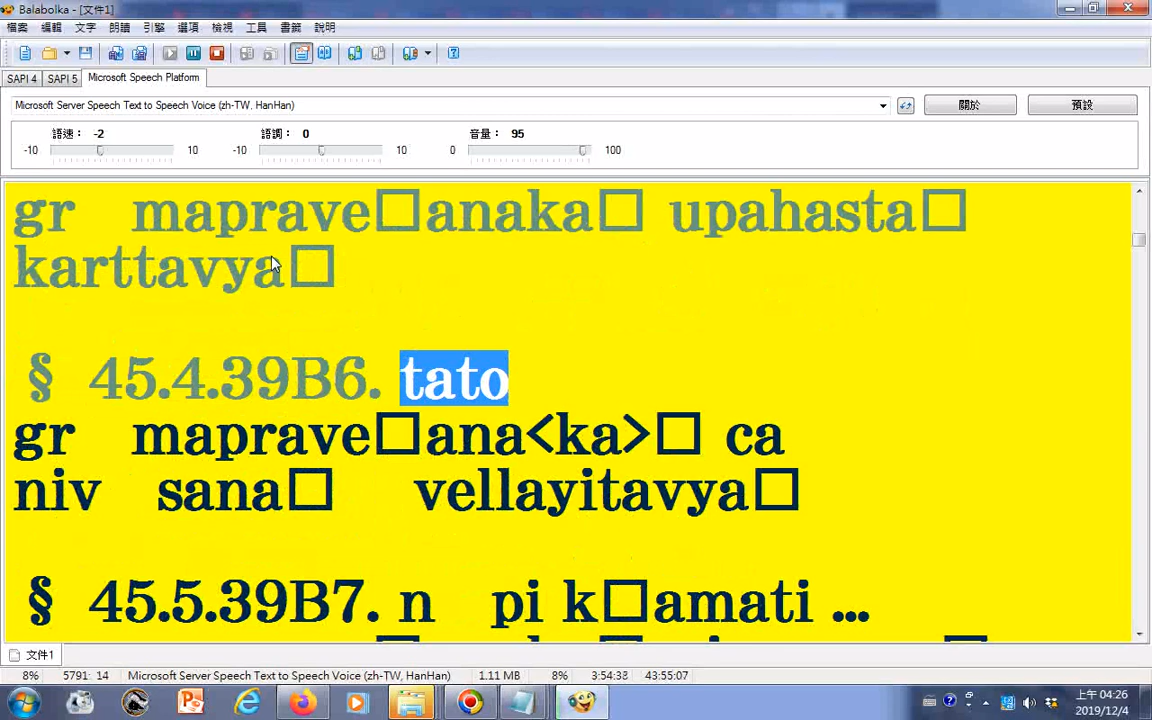 Balabolka - [文件1]
檔案 編輯 文字 朗讀 引擎 選項 檢視 工具 書籤 說明
SAPI 4 SAPI 5 Microsoft Speech Platform
Microsoft Server Speech Text to Speech Voice (zh-TW, HanHan) 關於 預設
語速： -2 語調： 0 音量： 95
-10 10 -10 10 0 100
gr maprave□anaka□ upahasta□
karttavya□
§ 45.4.39B6. tato
gr maprave□ana<ka>□ ca
niv sana□ vellayitavya□
§ 45.5.39B7. n pi k□amati ...
文件1
8% 5791: 14 Microsoft Server Speech Text to Speech Voice (zh-TW, HanHan) 1.11 MB 8% 3:54:38 43:55:07
上午 04:26
2019/12/4